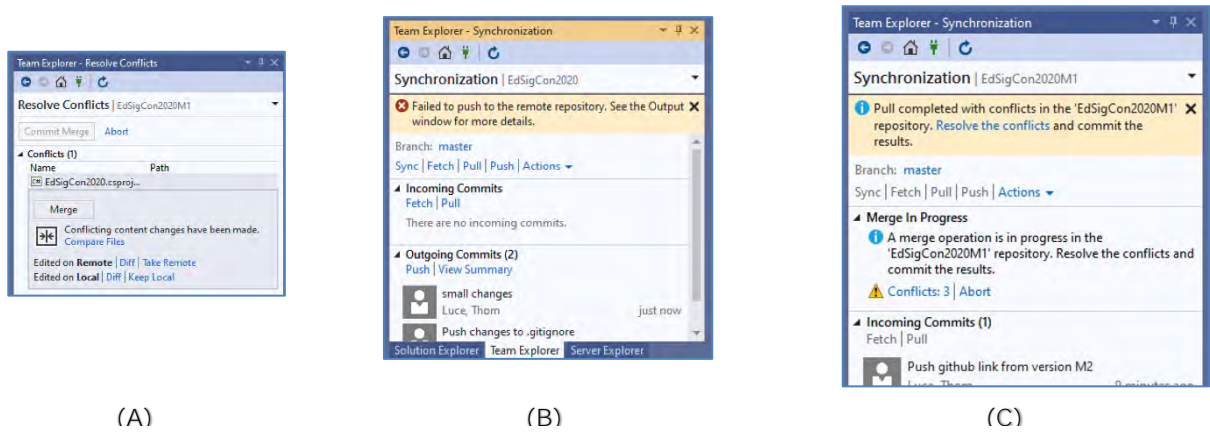 Team Explorer - Resolve Conflicts
Resolve Conflicts | EdSigCon2020M1
Commit Merge Abort
Conflicts (1)
Name Path
C# EdSigCon2020.csproj...
Merge
Conflicting content changes have been made.
Compare Files
Edited on Remote | Diff | Take Remote
Edited on Local | Diff | Keep Local
(A)
Team Explorer - Synchronization
Synchronization | EdSigCon2020
Failed to push to the remote repository. See the Output
window for more details.
Branch: master
Sync | Fetch | Pull | Push | Actions
Incoming Commits
Fetch | Pull
There are no incoming commits.
Outgoing Commits (2)
Push | View Summary
small changes
Luce, Thom just now
Push changes to .gitignore
Solution Explorer Team Explorer Server Explorer
(B)
Team Explorer - Synchronization
Synchronization | EdSigCon2020M1
Pull completed with conflicts in the 'EdSigCon2020M1'
repository. Resolve the conflicts and commit the
results.
Branch: master
Sync | Fetch | Pull | Push | Actions
Merge In Progress
A merge operation is in progress in the
'EdSigCon2020M1' repository. Resolve the conflicts and
commit the results.
Conflicts: 3 | Abort
Incoming Commits (1)
Fetch | Pull
Push github link from version M2
Luce, Thom 9 minutes ago
(C)